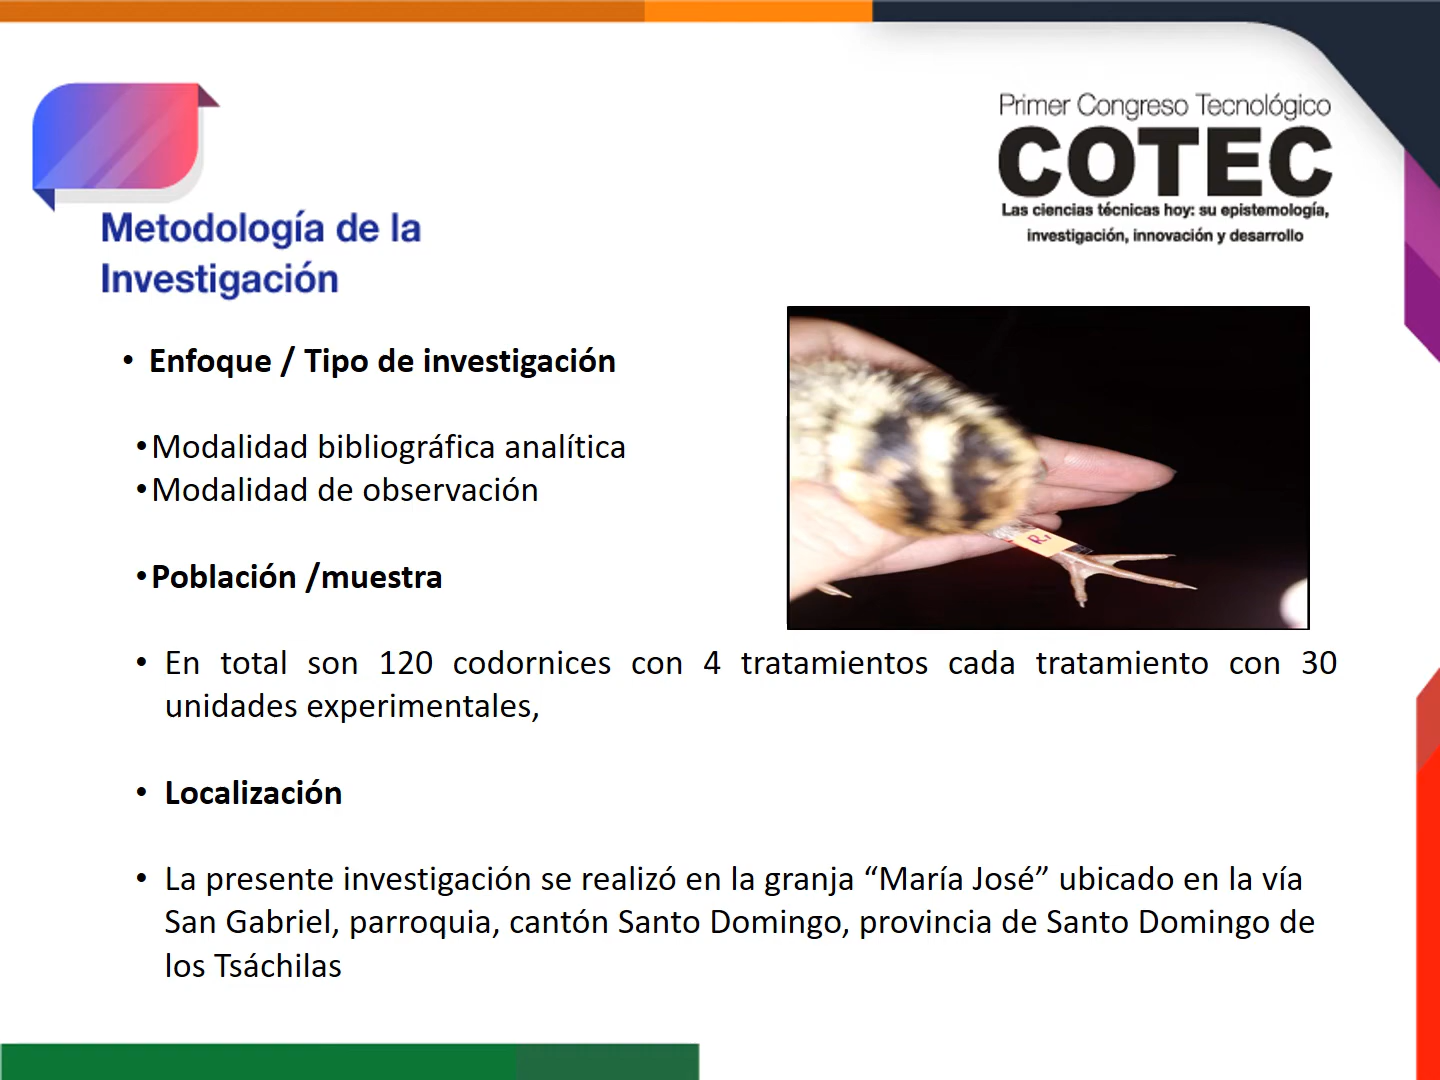 Primer Congreso Tecnológico
COTEC
Las ciencias técnicas hoy: su epistemología,
investigación, innovación y desarrollo
Metodología de la
Investigación
• Enfoque / Tipo de investigación
•Modalidad bibliográfica analítica
•Modalidad de observación
•Población /muestra
R1
• En total son 120 codornices con 4 tratamientos cada tratamiento con 30
unidades experimentales,
• Localización
• La presente investigación se realizó en la granja “María José” ubicado en la vía
San Gabriel, parroquia, cantón Santo Domingo, provincia de Santo Domingo de
los Tsáchilas